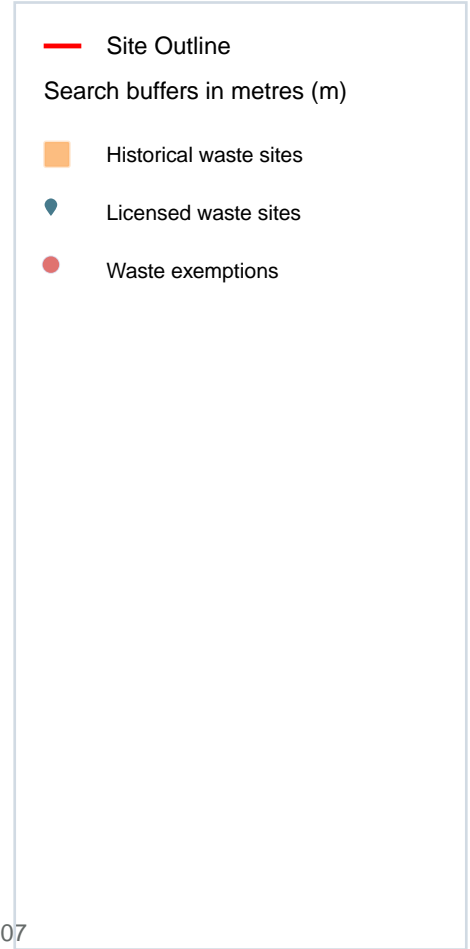 Site Outline
Search buffers in metres (m)
Historical waste sites
Licensed waste sites
Waste exemptions
07